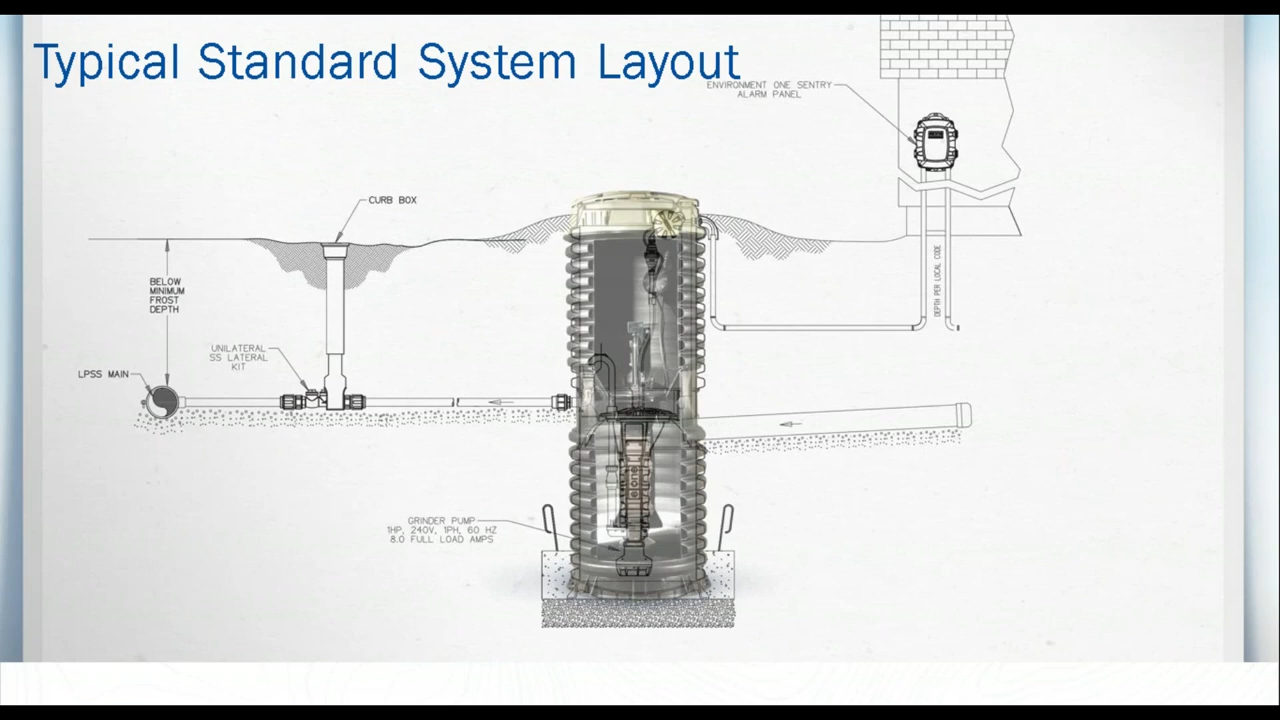 Typical Standard System Layout
ENVIRONMENT ONE SENTRY
ALARM PANEL
CURB BOX
BELOW
MINIMUM
FROST
DEPTH
DEPTH PER LOCAL CODE
UNILATERAL
SS LATERAL
KIT
LPSS MAIN
GRINDER PUMP
1HP, 240V, 1PH, 60 HZ
8.0 FULL LOAD AMPS